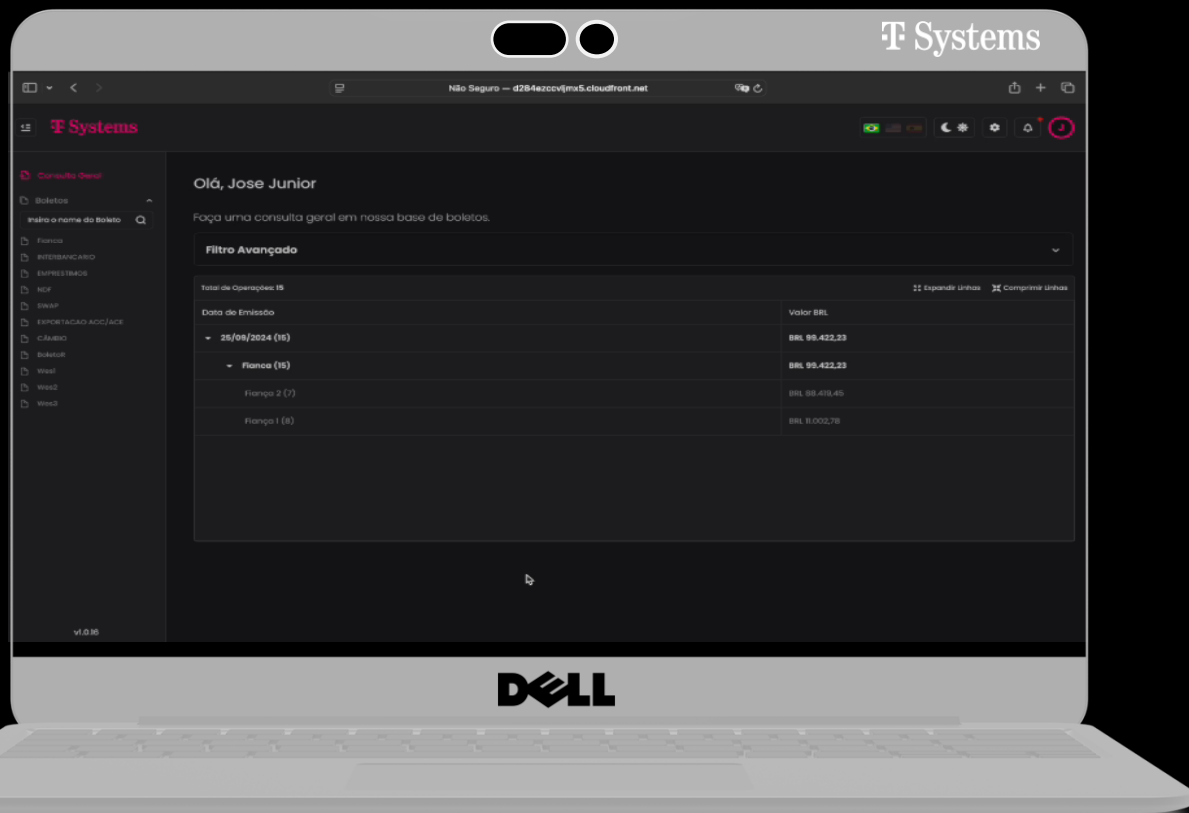 T Systems
Não Seguro — d284ezccvljmx5.cloudfront.net
T Systems
J
Consulta Geral
Boletos
Insira o nome do Boleto
Fianca
INTERBANCARIO
EMPRESTIMOS
NDF
SWAP
EXPORTACAO ACC/ACE
CÂMBIO
BoletoR
Wes1
Wes2
Wes3
v1.0.16
Olá, Jose Junior
Faça uma consulta geral em nossa base de boletos.
Filtro Avançado
Total de Operações: 15
Expandir Linhas Comprimir Linhas
Data de Emissão Valor BRL
25/09/2024 (15) BRL 99.422,23
Fianca (15) BRL 99.422,23
Fiança 2 (7) BRL 88.419,45
Fiança 1 (8) BRL 11.002,78
DELL